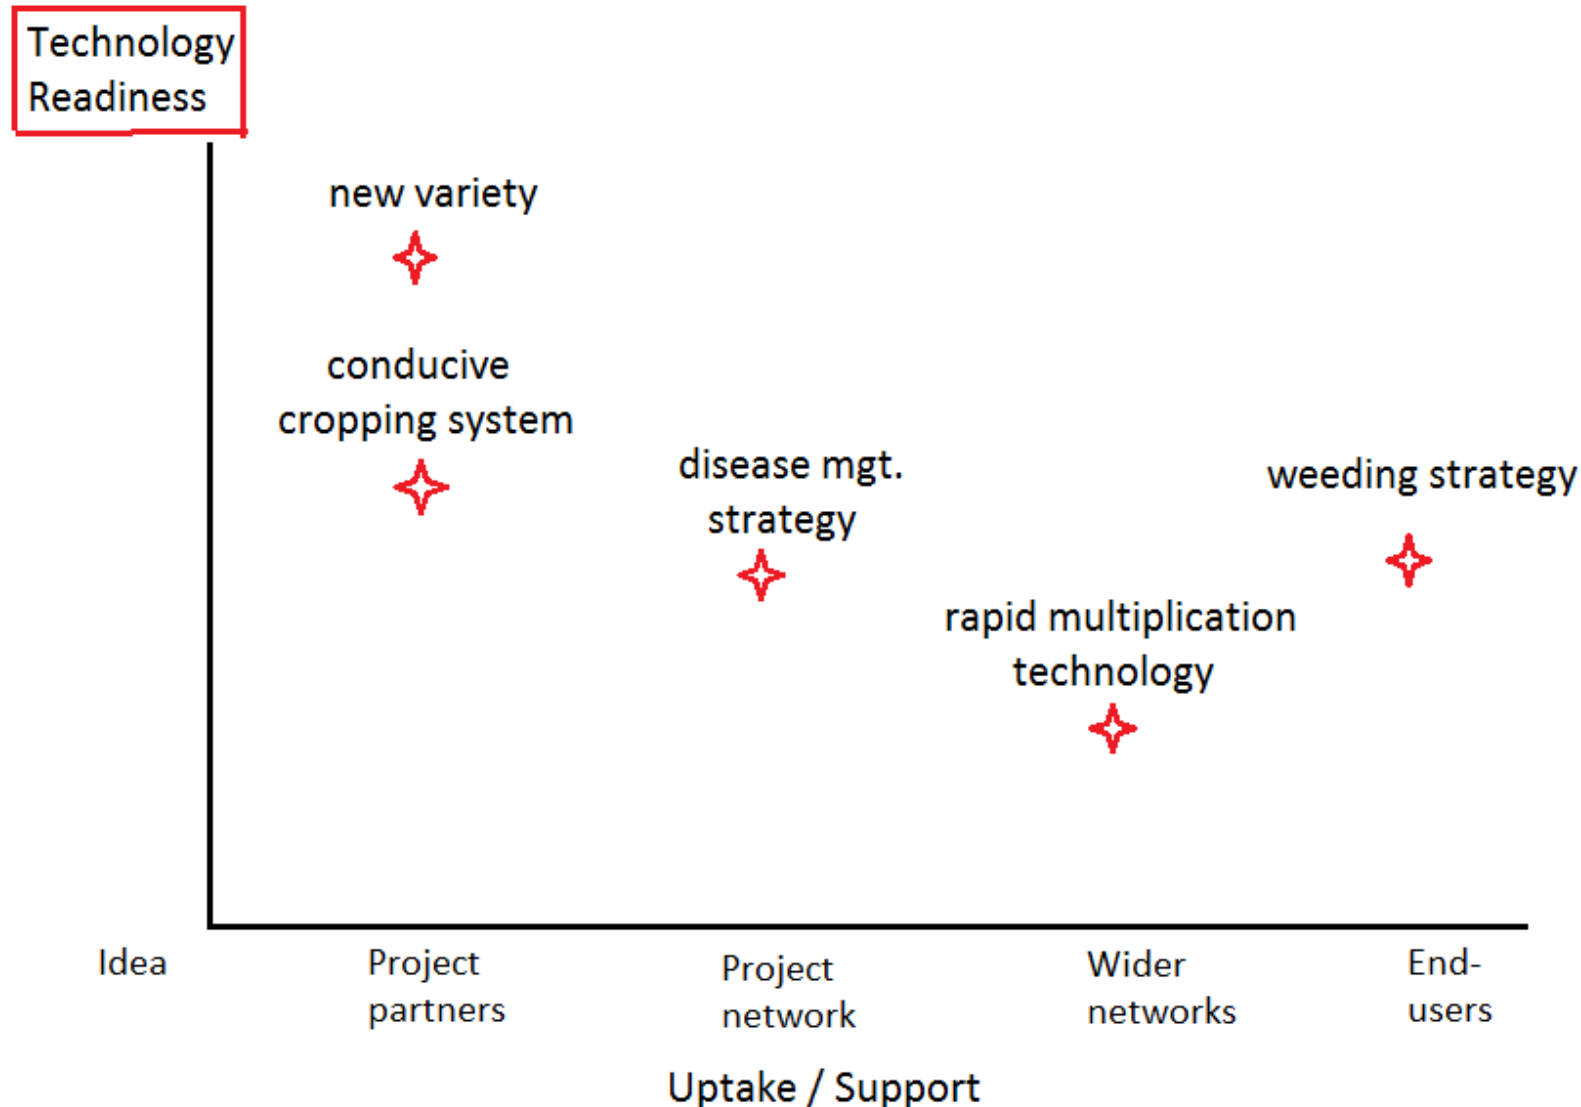 Technology
Readiness
new variety
conducive
cropping system
disease mgt.
strategy
weeding strategy
rapid multiplication
technology
Idea
Project
partners
Project
network
Wider
networks
End-
users
Uptake / Support